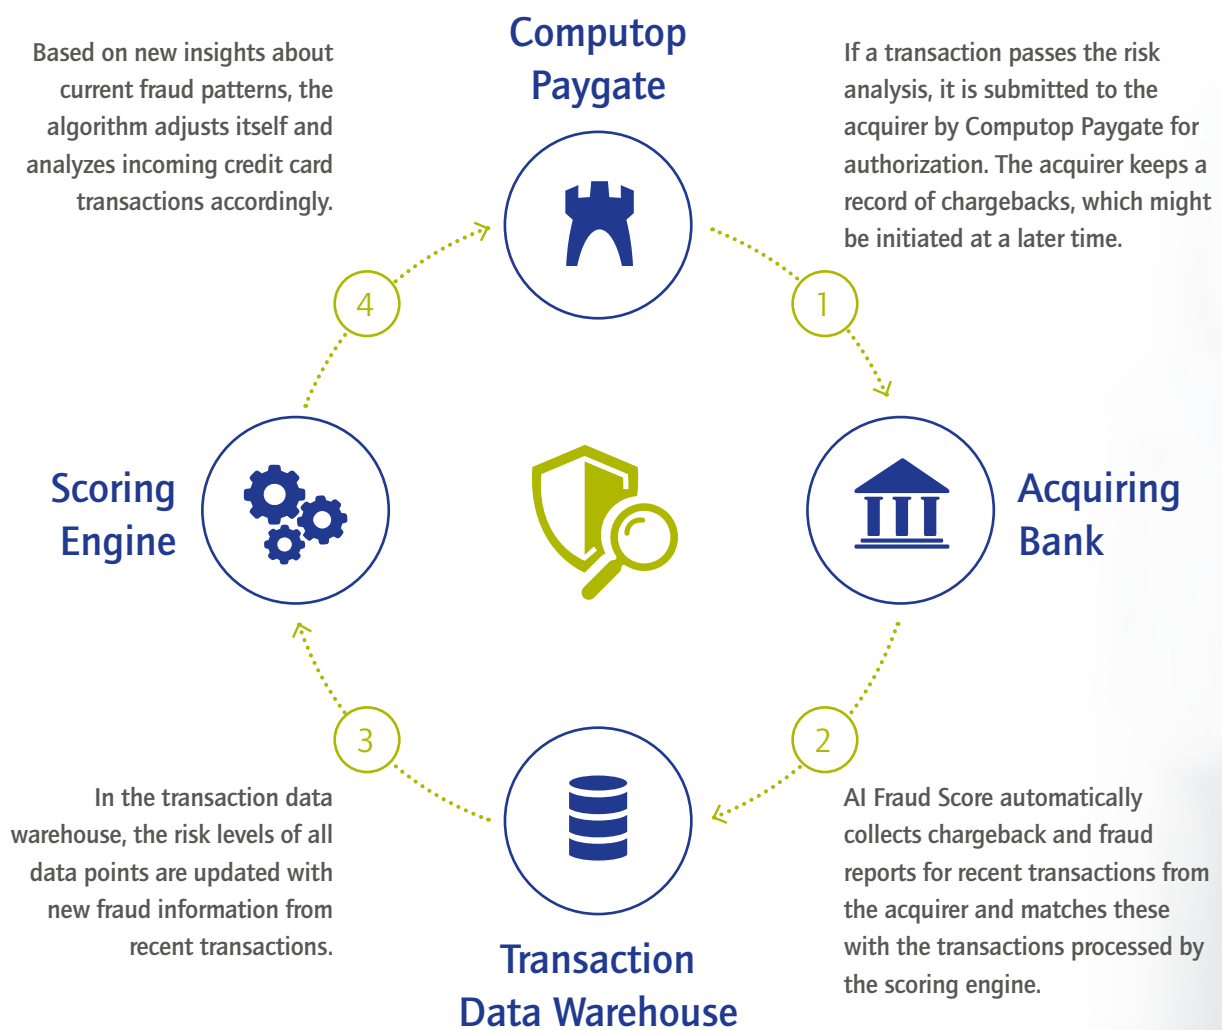 Computop
Paygate
Based on new insights about
current fraud patterns, the
algorithm adjusts itself and
analyzes incoming credit card
transactions accordingly.
If a transaction passes the risk
analysis, it is submitted to the
acquirer by Computop Paygate for
authorization. The acquirer keeps a
record of chargebacks, which might
be initiated at a later time.
4
1
Scoring
Engine
Acquiring
Bank
3
2
In the transaction data
warehouse, the risk levels of all
data points are updated with
new fraud information from
recent transactions.
AI Fraud Score automatically
collects chargeback and fraud
reports for recent transactions from
the acquirer and matches these
with the transactions processed by
the scoring engine.
Transaction
Data Warehouse